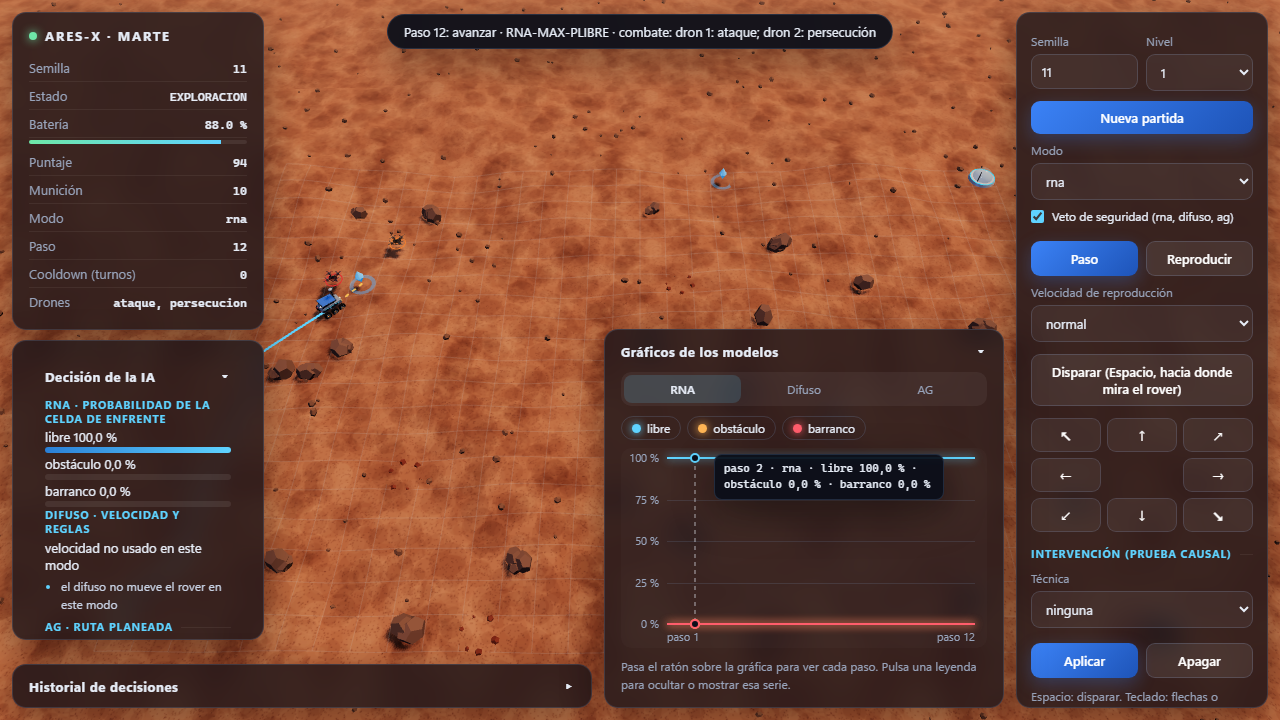 ARES-X · MARTE
Semilla 11
Estado EXPLORACION
Batería 88.0 %
Puntaje 94
Munición 10
Modo rna
Paso 12
Cooldown (turnos) 0
Drones ataque, persecucion
Decisión de la IA
RNA · PROBABILIDAD DE LA
CELDA DE ENFRENTE
libre 100,0 %
obstáculo 0,0 %
barranco 0,0 %
DIFUSO · VELOCIDAD Y
REGLAS
velocidad no usado en este
modo
• el difuso no mueve el rover en
este modo
AG · RUTA PLANEADA
Historial de decisiones
Paso 12: avanzar · RNA-MAX-PLIBRE · combate: dron 1: ataque; dron 2: persecución
Gráficos de los modelos
RNA Difuso AG
libre obstáculo barranco
100 %
paso 2 · rna · libre 100,0 % ·
obstáculo 0,0 % · barranco 0,0 %
75 %
50 %
25 %
0 %
paso 1 paso 12
Pasa el ratón sobre la gráfica para ver cada paso. Pulsa una leyenda
para ocultar o mostrar esa serie.
Semilla Nivel
11 1
Nueva partida
Modo
rna
Veto de seguridad (rna, difuso, ag)
Paso Reproducir
Velocidad de reproducción
normal
Disparar (Espacio, hacia donde
mira el rover)
↖ ↑ ↗
← →
↙ ↓ ↘
INTERVENCIÓN (PRUEBA CAUSAL)
Técnica
ninguna
Aplicar Apagar
Espacio: disparar. Teclado: flechas o